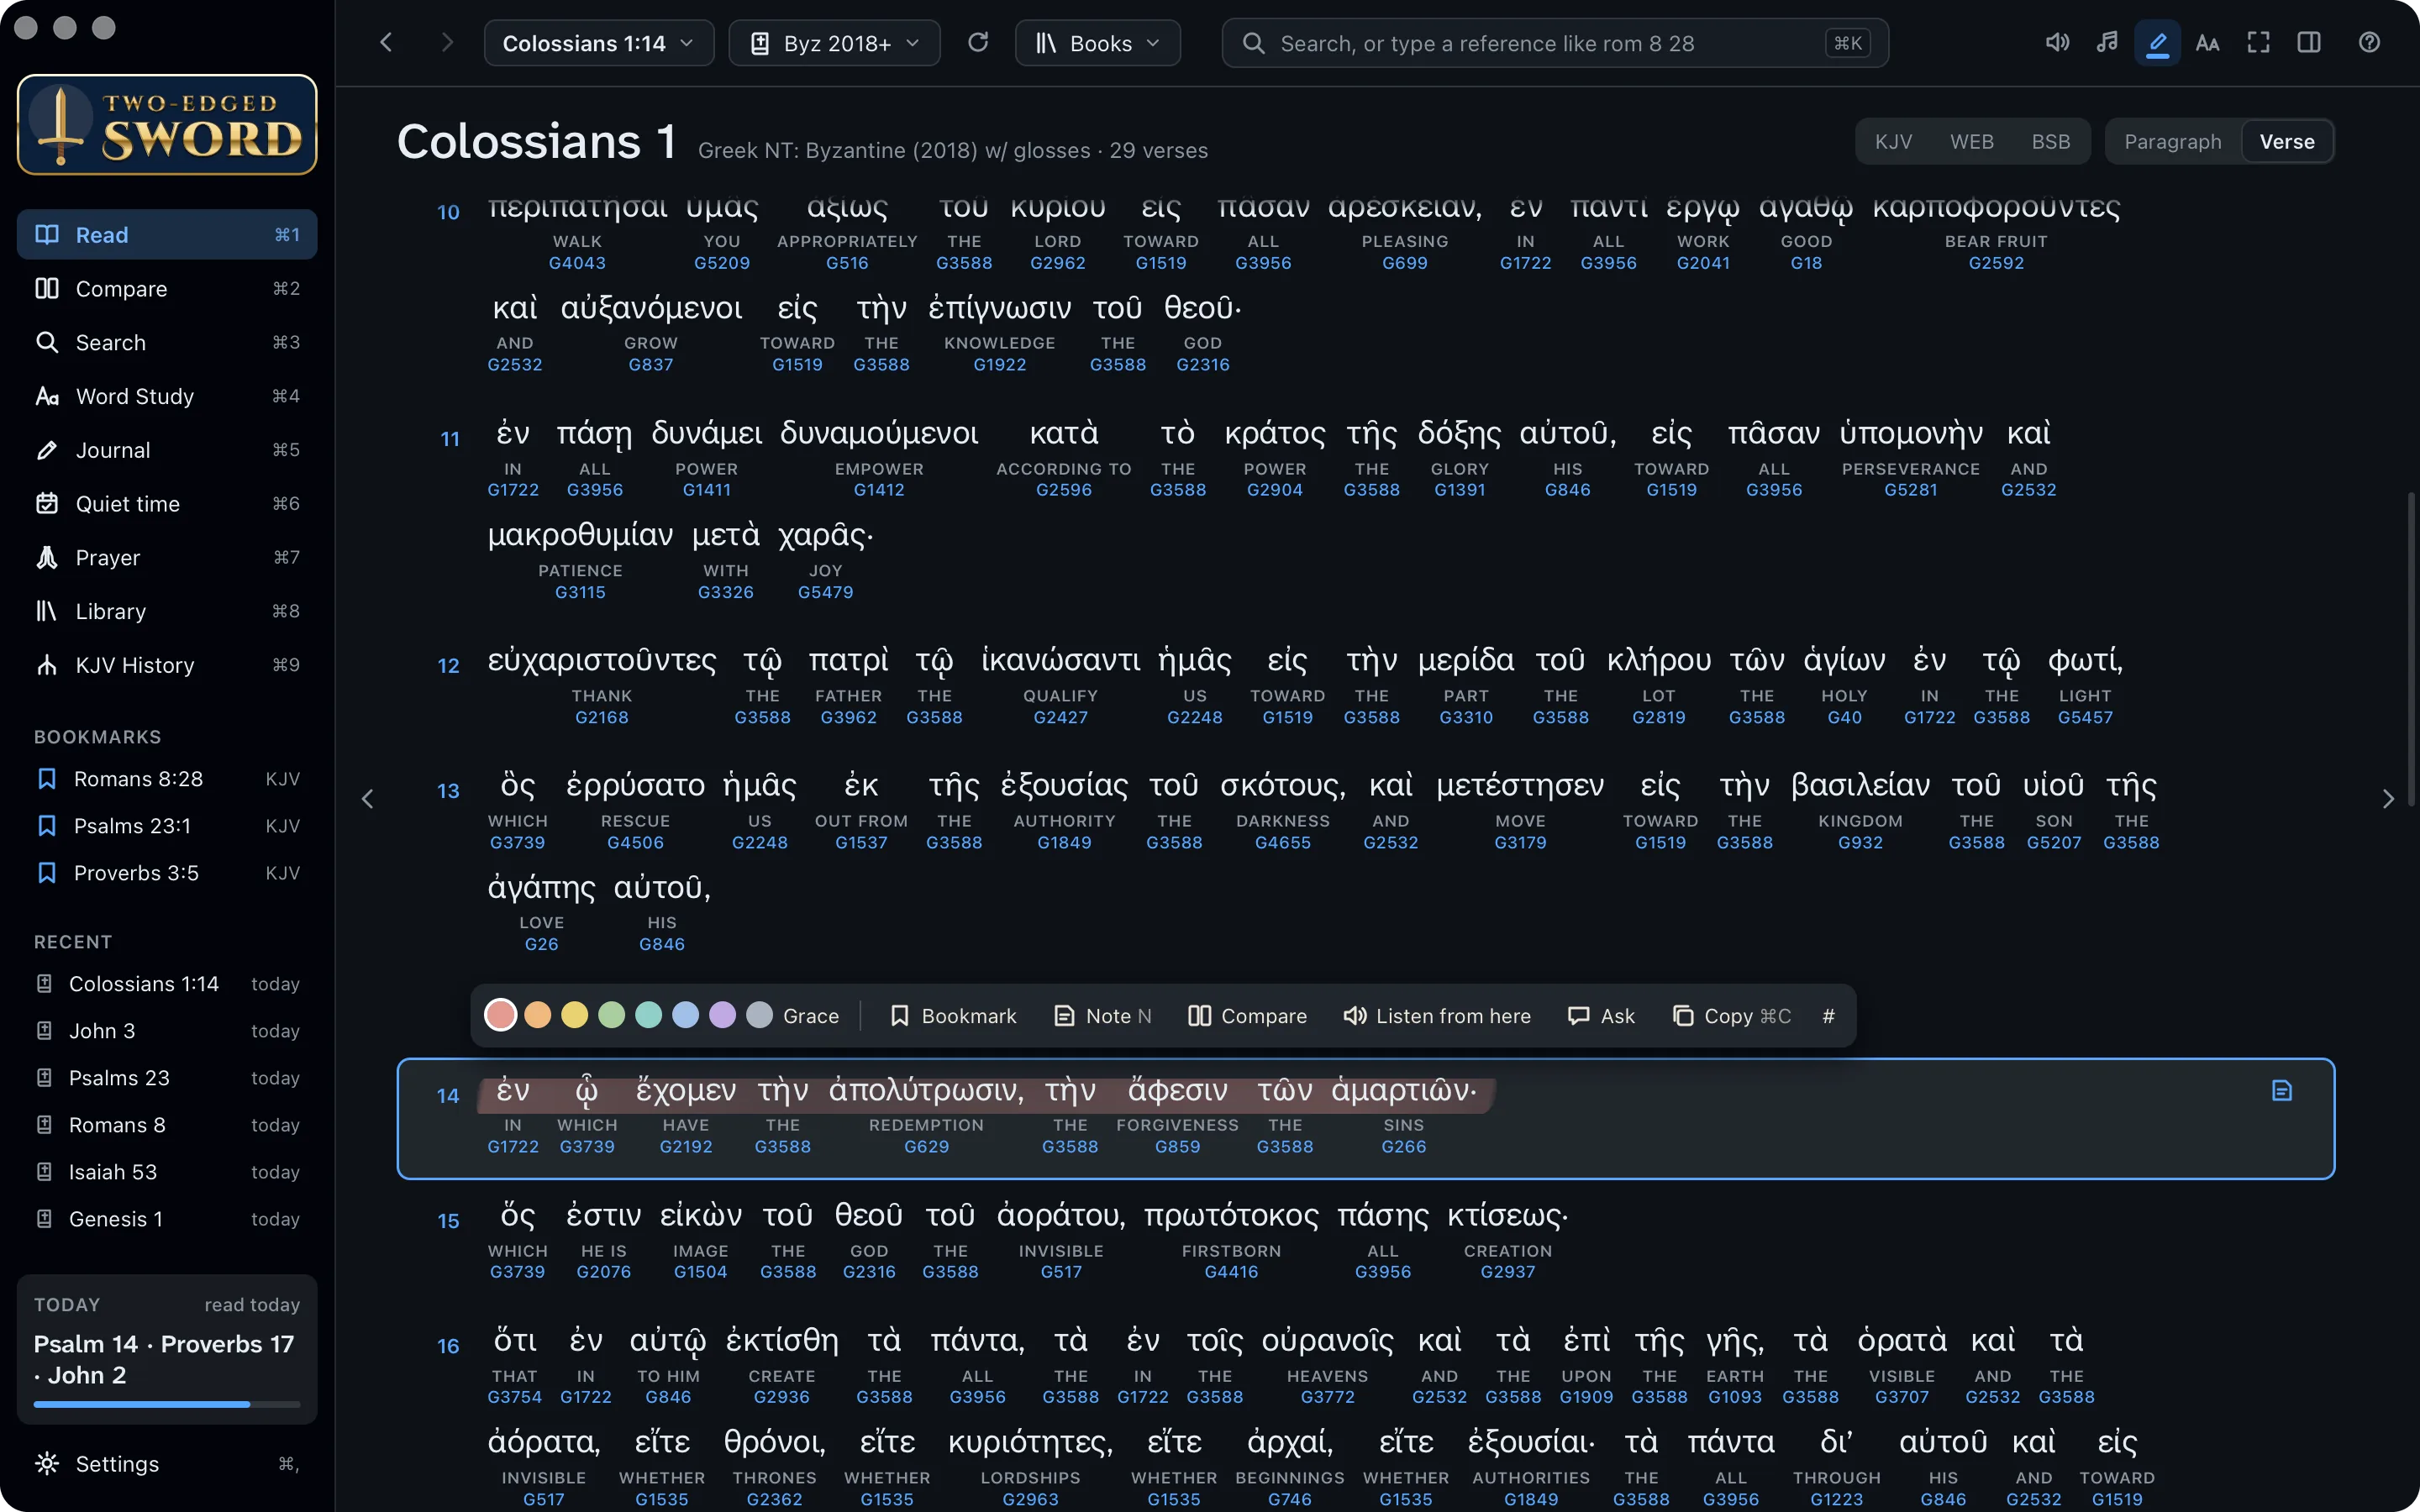 TWO-EDGED
SWORD
Read ⌘1
Compare ⌘2
Search ⌘3
Word Study ⌘4
Journal ⌘5
Quiet time ⌘6
Prayer ⌘7
Library ⌘8
KJV History ⌘9
BOOKMARKS
Romans 8:28 KJV
Psalms 23:1 KJV
Proverbs 3:5 KJV
RECENT
Colossians 1:14 today
John 3 today
Psalms 23 today
Romans 8 today
Isaiah 53 today
Genesis 1 today
TODAY read today
Psalm 14 · Proverbs 17
· John 2
Settings ⌘,
Colossians 1:14 Byz 2018+ Books Search, or type a reference like rom 8 28 ⌘K
Colossians 1 Greek NT: Byzantine (2018) w/ glosses · 29 verses KJV WEB BSB Paragraph Verse
10 περιπατῆσαι ὑμᾶς ἀξίως τοῦ κυρίου εἰς πᾶσαν ἀρέσκειαν, ἐν παντὶ ἔργῳ ἀγαθῷ καρποφοροῦντες
WALK YOU APPROPRIATELY THE LORD TOWARD ALL PLEASING IN ALL WORK GOOD BEAR FRUIT
G4043 G5209 G516 G3588 G2962 G1519 G3956 G699 G1722 G3956 G2041 G18 G2592
καὶ αὐξανόμενοι εἰς τὴν ἐπίγνωσιν τοῦ θεοῦ·
AND GROW TOWARD THE KNOWLEDGE THE GOD
G2532 G837 G1519 G3588 G1922 G3588 G2316
11 ἐν πάσῃ δυνάμει δυναμούμενοι κατὰ τὸ κράτος τῆς δόξης αὐτοῦ, εἰς πᾶσαν ὑπομονὴν καὶ
IN ALL POWER EMPOWER ACCORDING TO THE POWER THE GLORY HIS TOWARD ALL PERSEVERANCE AND
G1722 G3956 G1411 G1412 G2596 G3588 G2904 G3588 G1391 G846 G1519 G3956 G5281 G2532
μακροθυμίαν μετὰ χαρᾶς·
PATIENCE WITH JOY
G3115 G3326 G5479
12 εὐχαριστοῦντες τῷ πατρὶ τῷ ἱκανώσαντι ἡμᾶς εἰς τὴν μερίδα τοῦ κλήρου τῶν ἁγίων ἐν τῷ φωτί,
THANK THE FATHER THE QUALIFY US TOWARD THE PART THE LOT THE HOLY IN THE LIGHT
G2168 G3588 G3962 G3588 G2427 G2248 G1519 G3588 G3310 G3588 G2819 G3588 G40 G1722 G3588 G5457
13 ὃς ἐρρύσατο ἡμᾶς ἐκ τῆς ἐξουσίας τοῦ σκότους, καὶ μετέστησεν εἰς τὴν βασιλείαν τοῦ υἱοῦ τῆς
WHICH RESCUE US OUT FROM THE AUTHORITY THE DARKNESS AND MOVE TOWARD THE KINGDOM THE SON THE
G3739 G4506 G2248 G1537 G3588 G1849 G3588 G4655 G2532 G3179 G1519 G3588 G932 G3588 G5207 G3588
ἀγάπης αὐτοῦ,
LOVE HIS
G26 G846
Grace Bookmark Note N Compare Listen from here Ask Copy ⌘C #
14 ἐν ᾧ ἔχομεν τὴν ἀπολύτρωσιν, τὴν ἄφεσιν τῶν ἁμαρτιῶν·
IN WHICH HAVE THE REDEMPTION THE FORGIVENESS THE SINS
G1722 G3739 G2192 G3588 G629 G3588 G859 G3588 G266
15 ὅς ἐστιν εἰκὼν τοῦ θεοῦ τοῦ ἀοράτου, πρωτότοκος πάσης κτίσεως·
WHICH HE IS IMAGE THE GOD THE INVISIBLE FIRSTBORN ALL CREATION
G3739 G2076 G1504 G3588 G2316 G3588 G517 G4416 G3956 G2937
16 ὅτι ἐν αὐτῷ ἐκτίσθη τὰ πάντα, τὰ ἐν τοῖς οὐρανοῖς καὶ τὰ ἐπὶ τῆς γῆς, τὰ ὁρατὰ καὶ τὰ
THAT IN TO HIM CREATE THE ALL THE IN THE HEAVENS AND THE UPON THE EARTH THE VISIBLE AND THE
G3754 G1722 G846 G2936 G3588 G3956 G3588 G1722 G3588 G3772 G2532 G3588 G1909 G3588 G1093 G3588 G3707 G2532 G3588
ἀόρατα, εἴτε θρόνοι, εἴτε κυριότητες, εἴτε ἀρχαί, εἴτε ἐξουσίαι· τὰ πάντα δι’ αὐτοῦ καὶ εἰς
INVISIBLE WHETHER THRONES WHETHER LORDSHIPS WHETHER BEGINNINGS WHETHER AUTHORITIES THE ALL THROUGH HIS AND TOWARD
G517 G1535 G2362 G1535 G2963 G1535 G746 G1535 G1849 G3588 G3956 G1223 G846 G2532 G1519